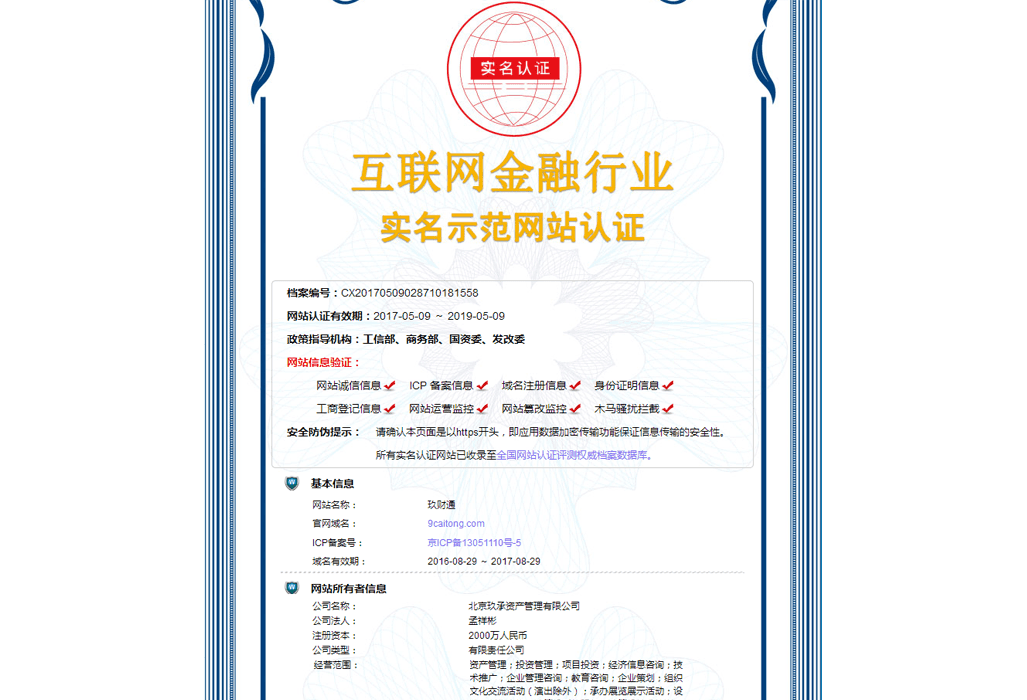 实名认证
互联网金融行业
实名示范网站认证
档案编号：CX20170509028710181558
网站认证有效期：2017-05-09 ～ 2019-05-09
政策指导机构：工信部、商务部、国资委、发改委
网站信息验证：
网站诚信信息 ICP 备案信息 域名注册信息 身份证明信息
工商登记信息 网站运营监控 网站篡改监控 木马骚扰拦截
安全防伪提示： 请确认本页面是以https开头，即应用数据加密传输功能保证信息传输的安全性。
所有实名认证网站已收录至全国网站认证评测权威档案数据库。
基本信息
网站名称： 玖财通
官网域名： 9caitong.com
ICP备案号： 京ICP备13051110号-5
域名有效期： 2016-08-29 ~ 2017-08-29
网站所有者信息
公司名称： 北京玖承资产管理有限公司
公司法人： 孟祥彬
注册资本： 2000万人民币
公司类型： 有限责任公司
经营范围： 资产管理；投资管理；项目投资；经济信息咨询；技
术推广；企业管理咨询；教育咨询；企业策划；组织
文化交流活动（演出除外）；承办展览展示活动；设